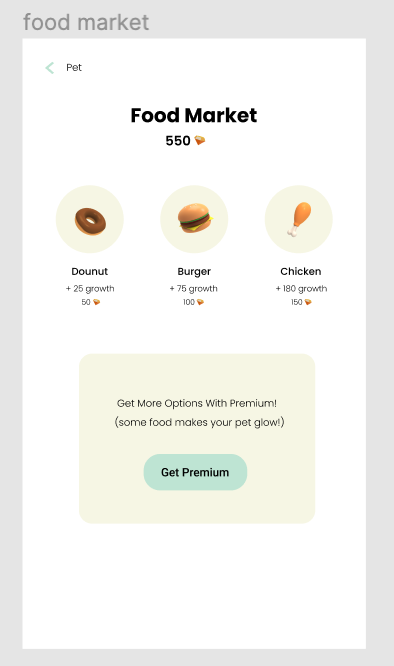 food market
Pet
Food Market
550
Dounut Burger Chicken
+ 25 growth + 75 growth + 180 growth
50 100 150
Get More Options With Premium!
(some food makes your pet glow!)
Get Premium